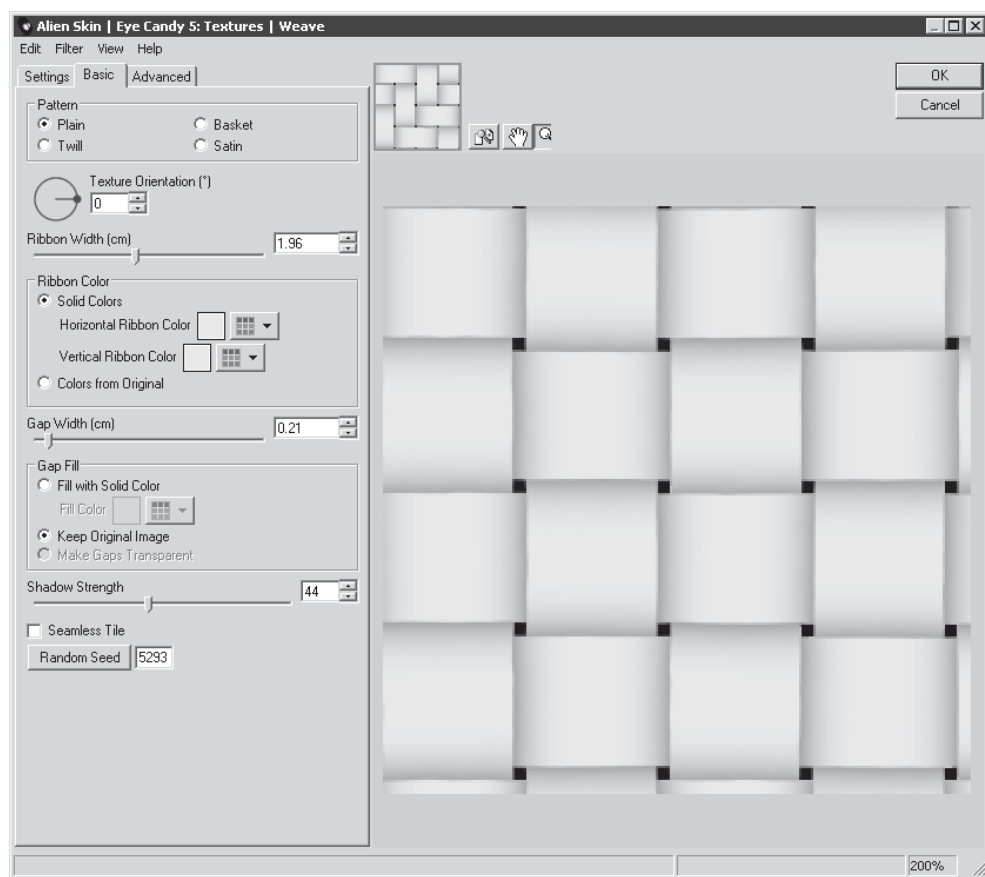 Alien Skin | Eye Candy 5: Textures | Weave
Edit Filter View Help
Settings Basic Advanced
OK
Cancel
Pattern
Plain Basket
Twill Satin
Texture Orientation (°)
0
Ribbon Width (cm)
1.96
Ribbon Color
Solid Colors
Horizontal Ribbon Color
Vertical Ribbon Color
Colors from Original
Gap Width (cm)
0.21
Gap Fill
Fill with Solid Color
Fill Color
Keep Original Image
Make Gaps Transparent
Shadow Strength
44
Seamless Tile
Random Seed 5293
200%